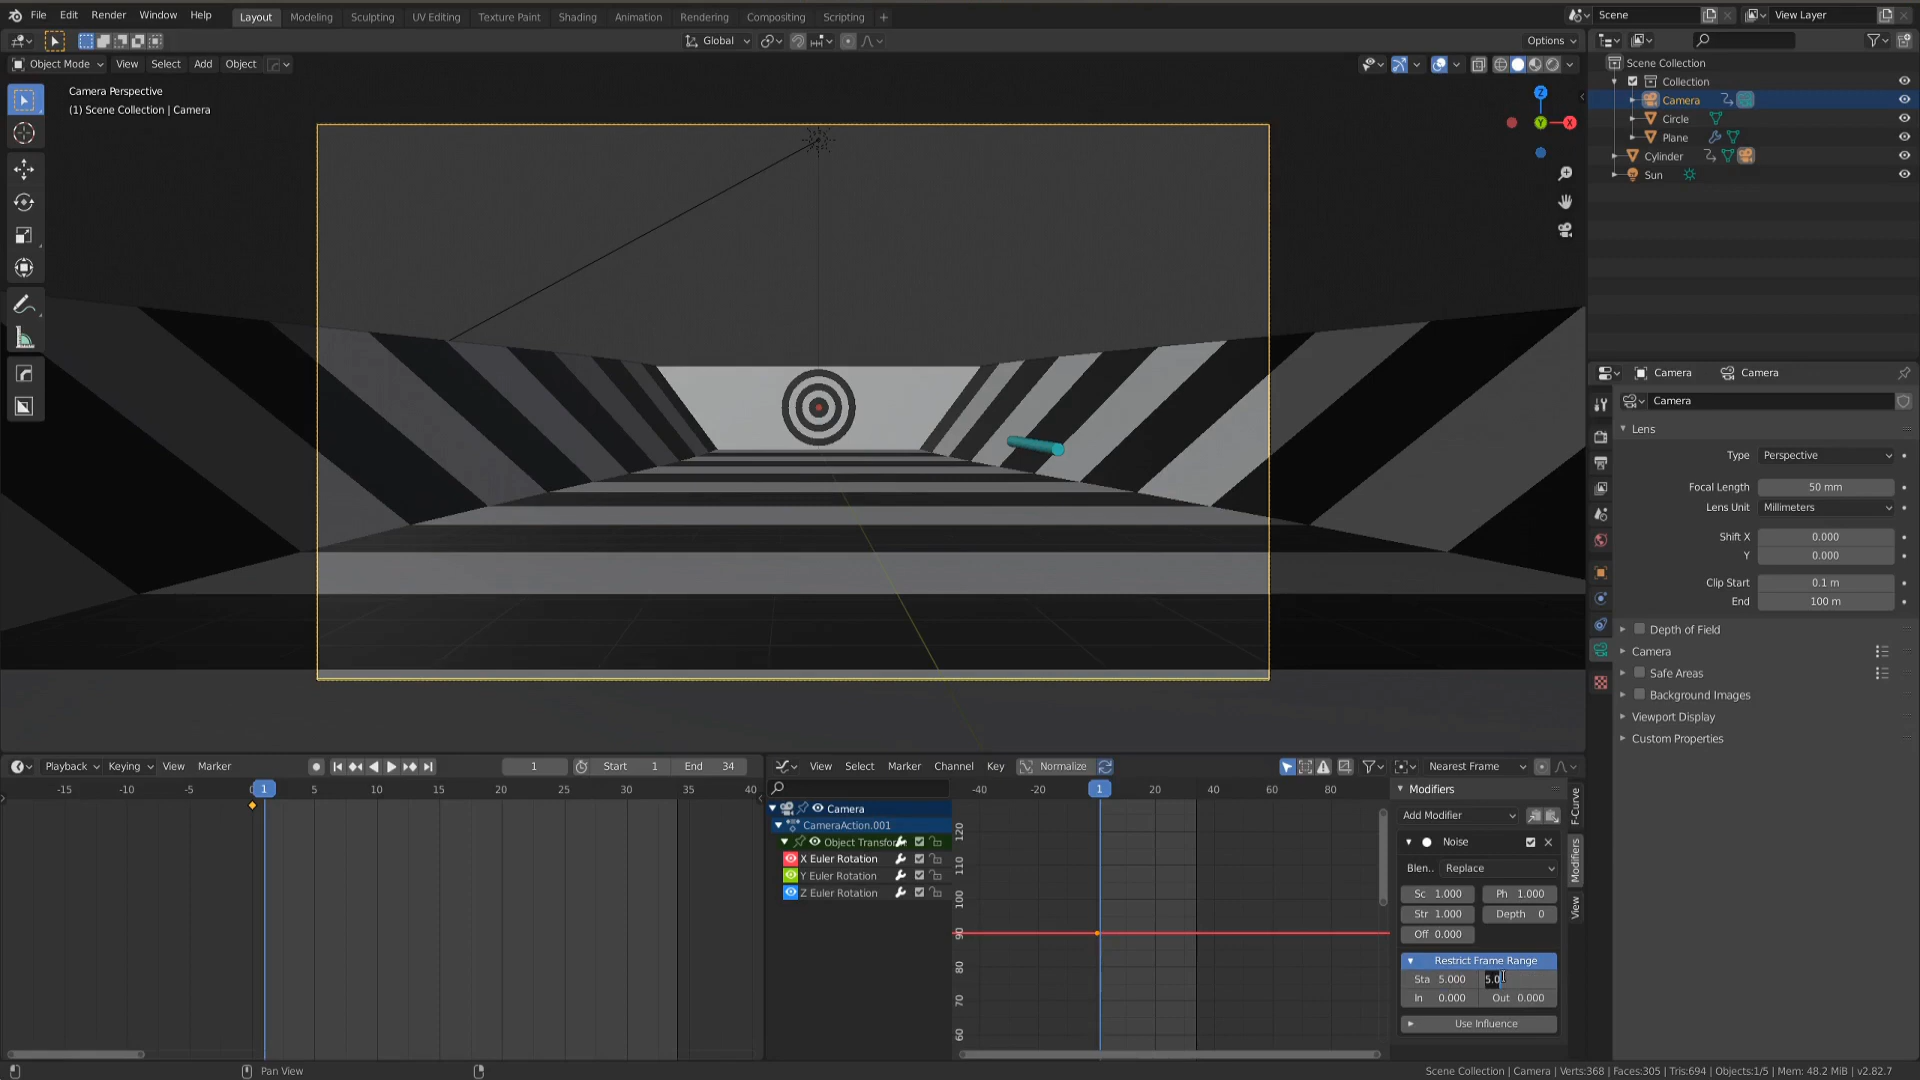 File Edit Render Window Help Layout Modeling Sculpting UV Editing Texture Paint Shading Animation Rendering Compositing Scripting + Scene View Layer
Global Options
Object Mode View Select Add Object
Camera Perspective
(1) Scene Collection | Camera
Z
Y
X
Scene Collection
Collection
Camera
Circle
Plane
Cylinder
Sun
Camera Camera
Camera
Lens
Type Perspective
Focal Length 50 mm
Lens Unit Millimeters
Shift X 0.000
Y 0.000
Clip Start 0.1 m
End 100 m
Depth of Field
Camera
Safe Areas
Background Images
Viewport Display
Custom Properties
Playback Keying View Marker 1 Start 1 End 34
-15 -10 -5 0 1 5 10 15 20 25 30 35 40
View Select Marker Channel Key Normalize Nearest Frame
-40 -20 1 20 40 60 80
Camera
CameraAction.001
Object Transfor
X Euler Rotation
Y Euler Rotation
Z Euler Rotation
120
110
100
90
80
70
60
Modifiers
Add Modifier
Noise
Blen.. Replace
Sc 1.000 Ph 1.000
Str 1.000 Depth 0
Off 0.000
Restrict Frame Range
Sta 5.000 5.0
In 0.000 Out 0.000
Use Influence
F-Curve
Modifiers
View
Pan View
Scene Collection | Camera | Verts:368 | Faces:305 | Tris:694 | Objects:1/5 | Mem: 48.2 MiB | v2.82.7